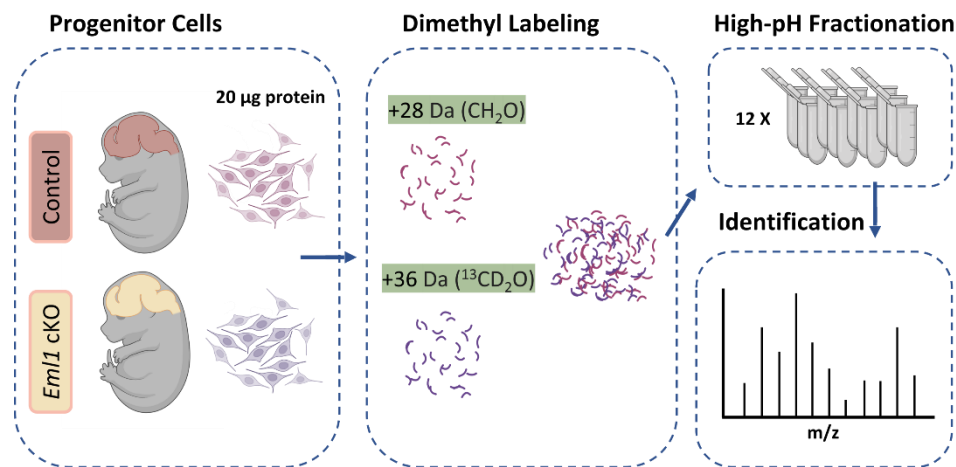 Progenitor Cells
Dimethyl Labeling
High-pH Fractionation
20 µg protein
Control
Eml1 cKO
+28 Da (CH₂O)
+36 Da (¹³CD₂O)
12 X
Identification
m/z